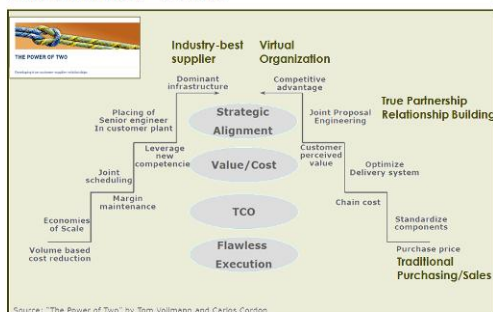 THE POWER OF TWO
Industry-best
supplier
Virtual
Organization
Dominant
infrastructure
Competitive
advantage
Placing of
Senior engineer
In customer plant
Strategic
Alignment
Joint Proposal
Engineering
True Partnership
Relationship Building
Leverage
new
competencie
Value/Cost
Customer
perceived
value
Joint
scheduling
Optimize
Delivery system
Margin
maintenance
TCO
Chain cost
Economies
of Scale
Standardize
components
Volume based
cost reduction
Flawless
Execution
Purchase price
Traditional
Purchasing/Sales
Source: "The Power of Two" by Tom Vollmann and Carlos Cordon